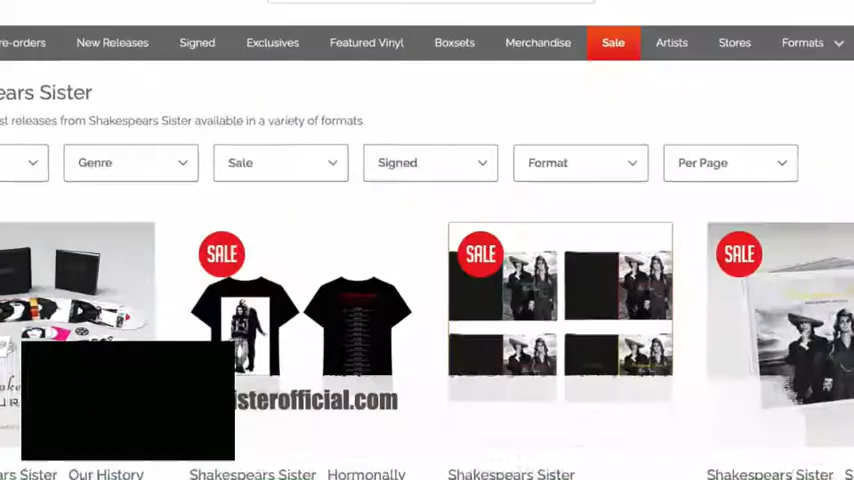 re-orders New Releases Signed Exclusives Featured Vinyl Boxsets Merchandise Sale Artists Stores Formats
ears Sister
st releases from Shakespears Sister available in a variety of formats.
Genre Sale Signed Format Per Page
SALE SALE SALE
isterofficial.com
ears Sister Our History Shakespears Sister Hormonally Shakespears Sister Shakespears Sister S